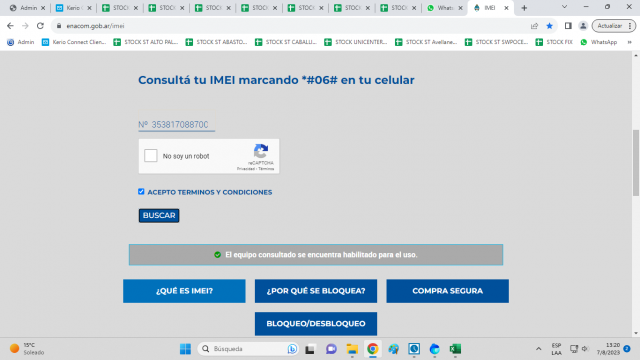 Admin
Kerio C
STOCK
STOCK
STOCK
STOCK
STOCK
STOCK
STOCK
Whats
IMEI
enacom.gob.ar/imei
Actualizar
Admin
Kerio Connect Clien...
STOCK ST ALTO PAL...
STOCK ST ABASTO...
STOCK ST CABALLI...
STOCK UNICENTER...
STOCK ST Avellane...
STOCK ST SWPOCE...
STOCK FIX
WhatsApp
»
Consultá tu IMEI marcando *#06# en tu celular
Nº 35381708870
No soy un robot
reCAPTCHA
Privacidad - Términos
ACEPTO TERMINOS Y CONDICIONES
BUSCAR
El equipo consultado se encuentra habilitado para el uso.
¿QUÉ ES IMEI?
¿POR QUÉ SE BLOQUEA?
COMPRA SEGURA
BLOQUEO/DESBLOQUEO
15°C
Soleado
Búsqueda
ESP
LAA
13:20
7/8/2023